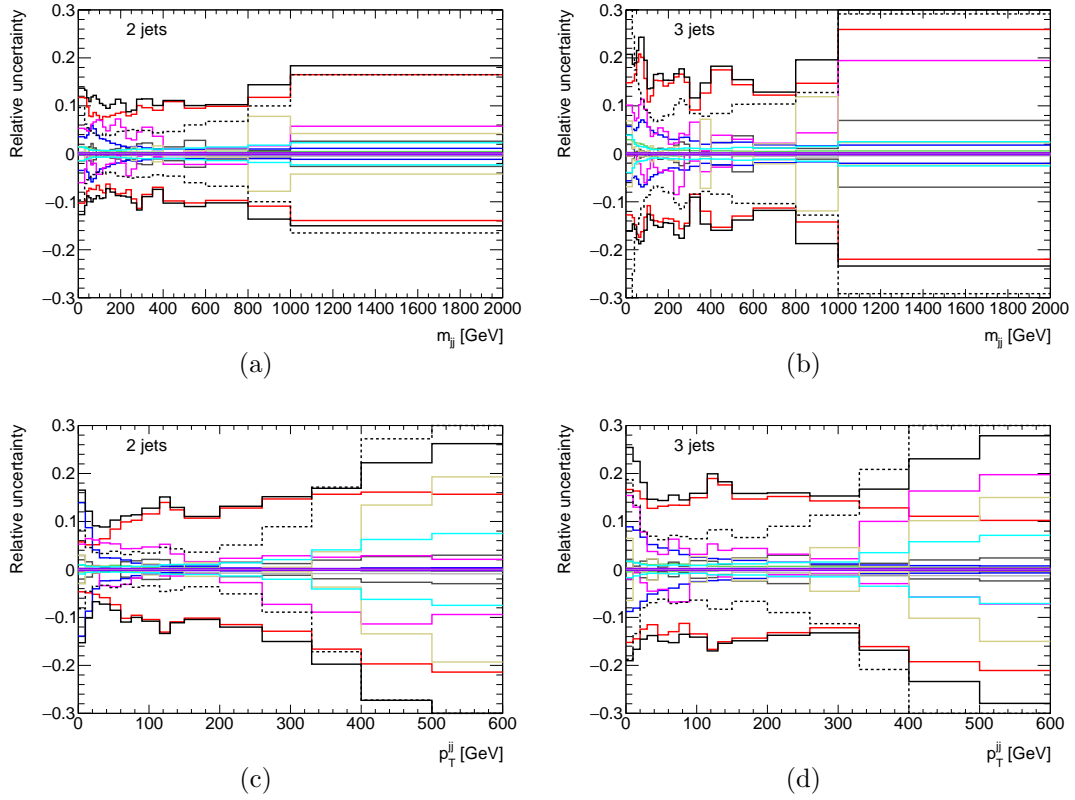 Relative uncertainty
0.3
0.2
0.1
0
−0.1
−0.2
−0.3
2 jets
0 200 400 600 800 1000 1200 1400 1600 1800 2000
m_jj [GeV]
(a)
Relative uncertainty
0.3
0.2
0.1
0
−0.1
−0.2
−0.3
3 jets
0 200 400 600 800 1000 1200 1400 1600 1800 2000
m_jj [GeV]
(b)
Relative uncertainty
0.3
0.2
0.1
0
−0.1
−0.2
−0.3
2 jets
0 100 200 300 400 500 600
p_T^jj [GeV]
(c)
Relative uncertainty
0.3
0.2
0.1
0
−0.1
−0.2
−0.3
3 jets
0 100 200 300 400 500 600
p_T^jj [GeV]
(d)